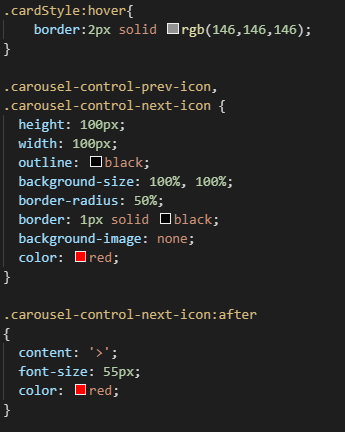 .cardStyle:hover{
border:2px solid rgb(146,146,146);
}
.carousel-control-prev-icon,
.carousel-control-next-icon {
height: 100px;
width: 100px;
outline: black;
background-size: 100%, 100%;
border-radius: 50%;
border: 1px solid black;
background-image: none;
color: red;
}
.carousel-control-next-icon:after
{
content: '>';
font-size: 55px;
color: red;
}